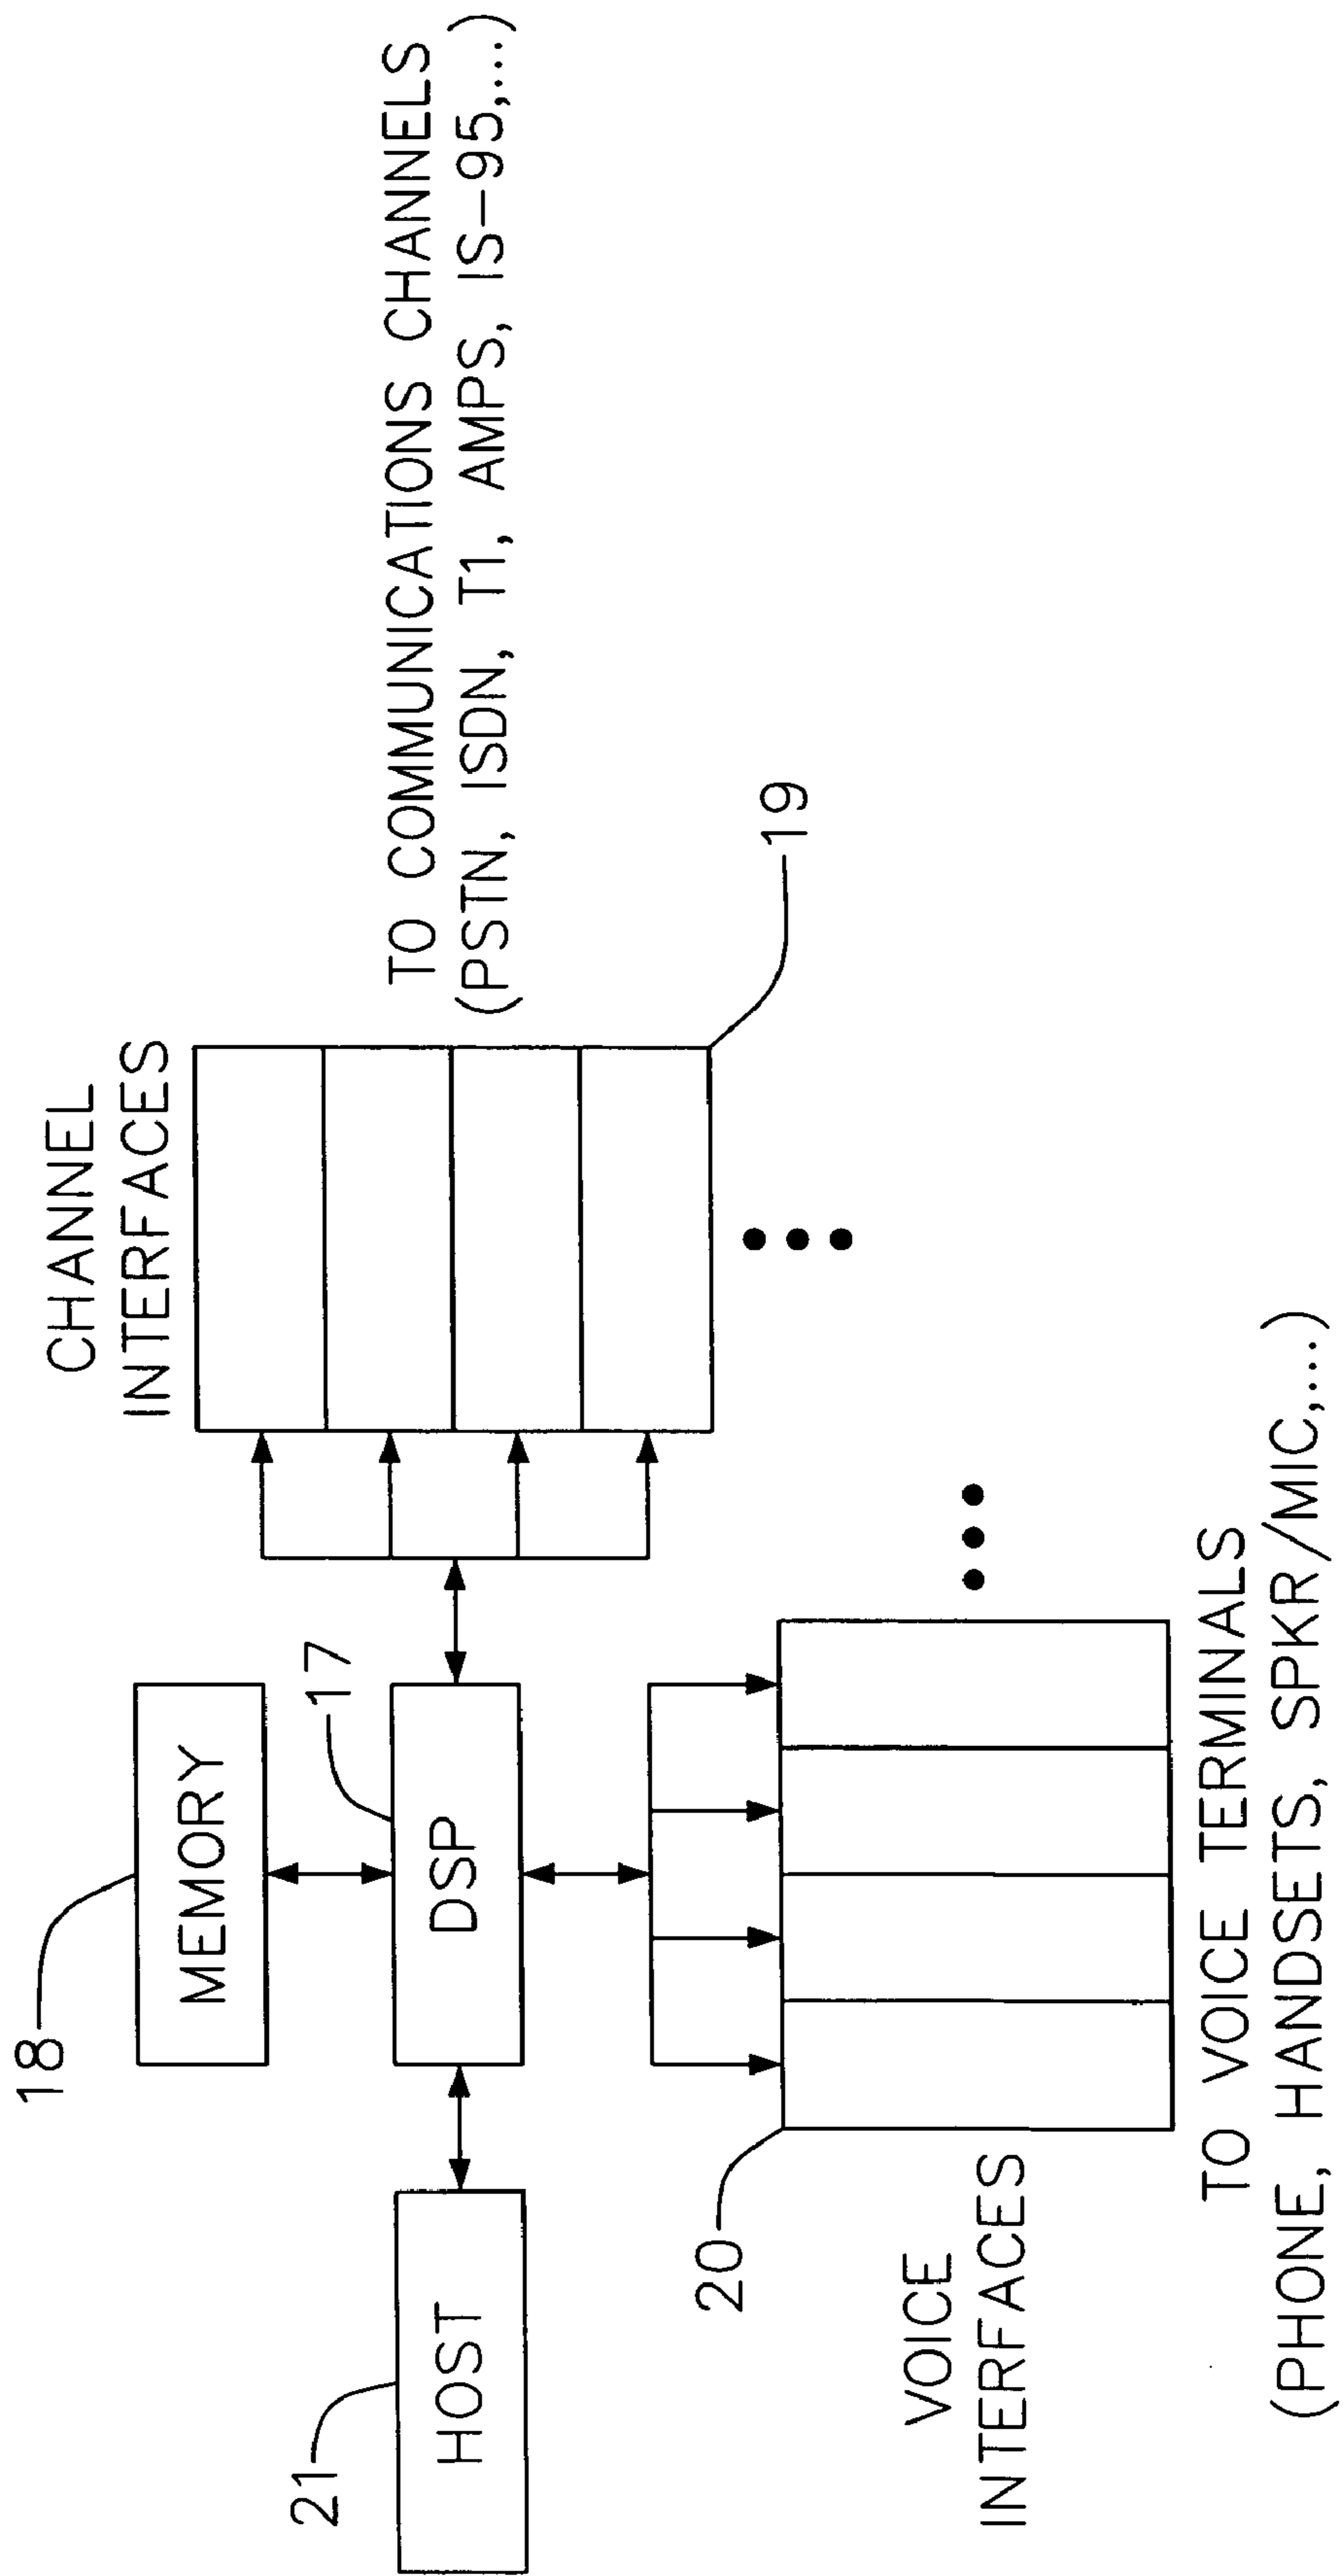 18
MEMORY
CHANNEL
INTERFACES
21
HOST
17
DSP
TO COMMUNICATIONS CHANNELS
(PSTN, ISDN, T1, AMPS, IS-95,...)
19
20
VOICE
INTERFACES
TO VOICE TERMINALS
(PHONE, HANDSETS, SPKR/MIC,...)